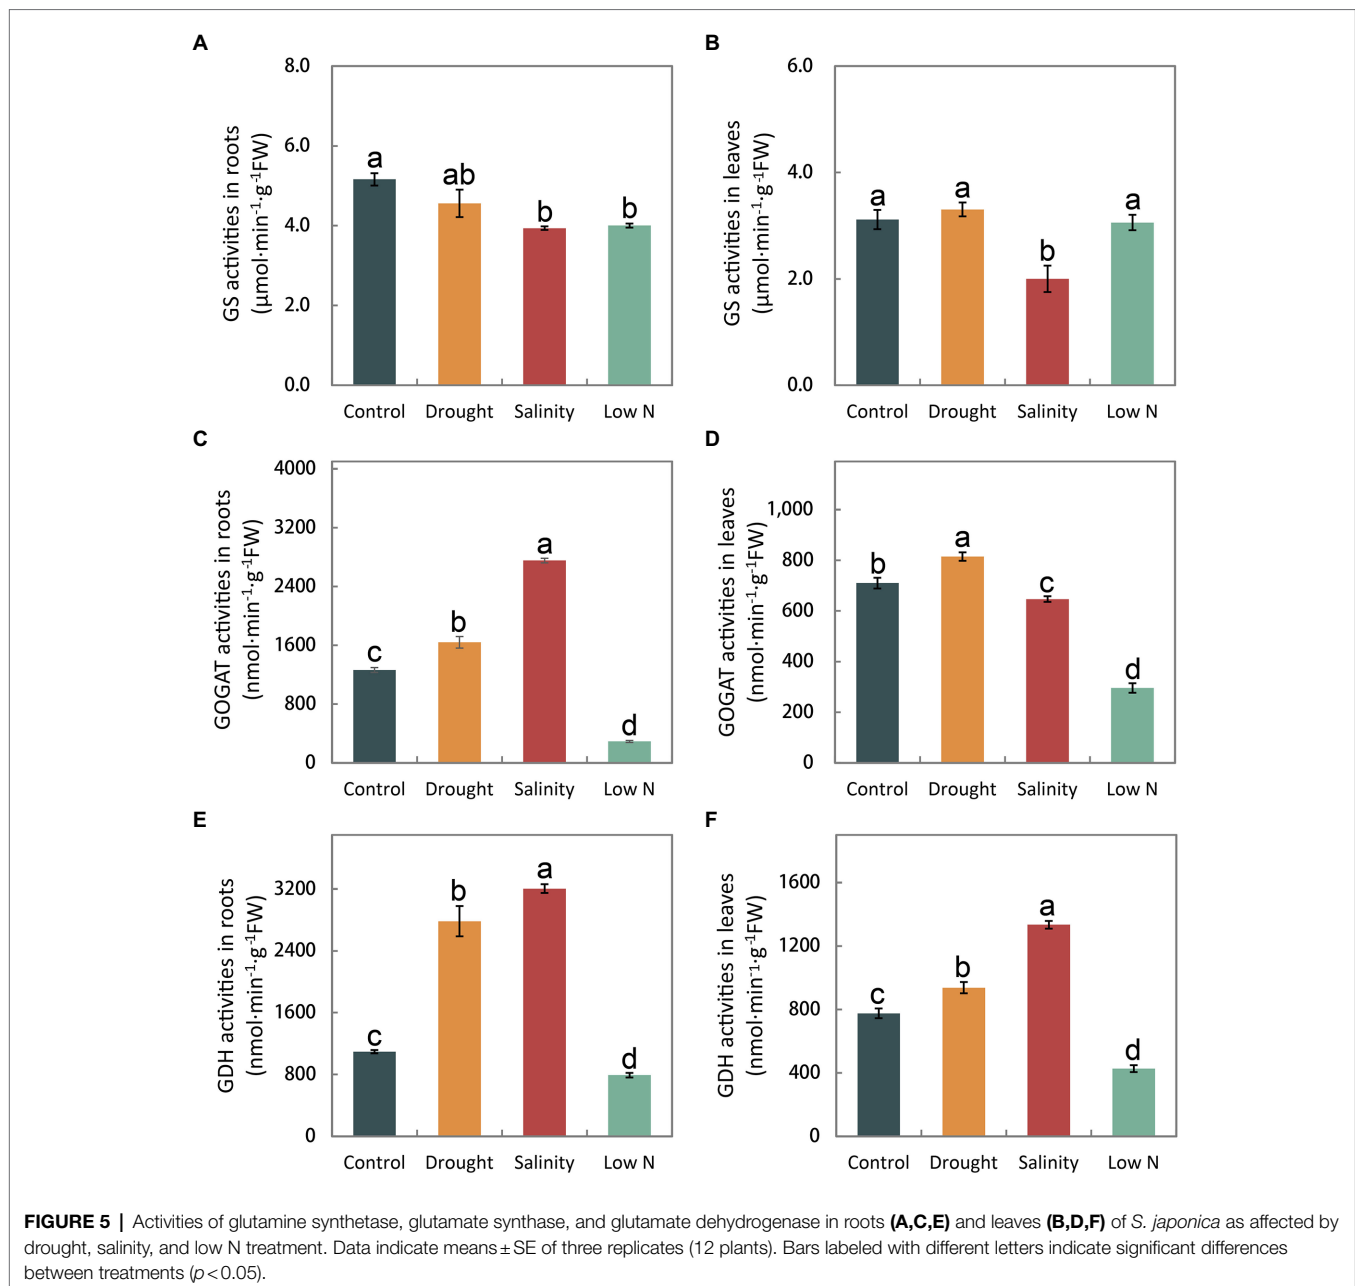 A
8.0
6.0
4.0
2.0
0.0
GS activities in roots
(μmol·min⁻¹·g⁻¹FW)
a
ab
b
b
Control Drought Salinity Low N
B
6.0
4.0
2.0
0.0
GS activities in leaves
(μmol·min⁻¹·g⁻¹FW)
a
a
b
a
Control Drought Salinity Low N
C
4000
3200
2400
1600
800
0
GOGAT activities in roots
(nmol·min⁻¹·g⁻¹FW)
c
b
a
d
Control Drought Salinity Low N
D
1,000
800
600
400
200
0
GOGAT activities in leaves
(nmol·min⁻¹·g⁻¹FW)
b
a
c
d
Control Drought Salinity Low N
E
3200
2400
1600
800
0
GDH activities in roots
(nmol·min⁻¹·g⁻¹FW)
c
b
a
d
Control Drought Salinity Low N
F
1600
1200
800
400
0
GDH activities in leaves
(nmol·min⁻¹·g⁻¹FW)
c
b
a
d
Control Drought Salinity Low N
FIGURE 5 | Activities of glutamine synthetase, glutamate synthase, and glutamate dehydrogenase in roots (A,C,E) and leaves (B,D,F) of S. japonica as affected by
drought, salinity, and low N treatment. Data indicate means ± SE of three replicates (12 plants). Bars labeled with different letters indicate significant differences
between treatments (p < 0.05).